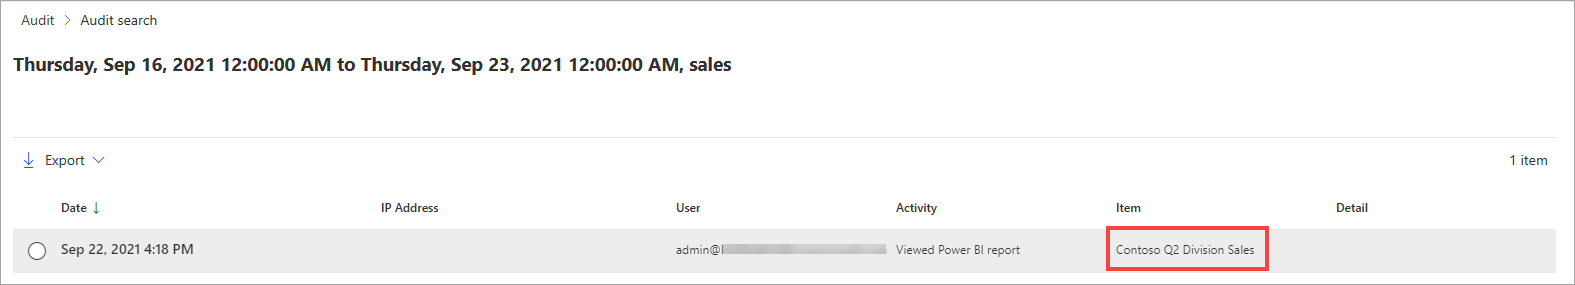 Audit > Audit search
Thursday, Sep 16, 2021 12:00:00 AM to Thursday, Sep 23, 2021 12:00:00 AM, sales
Export 1 item
Date ↓ IP Address User Activity Item Detail
Sep 22, 2021 4:18 PM admin@ Viewed Power BI report Contoso Q2 Division Sales